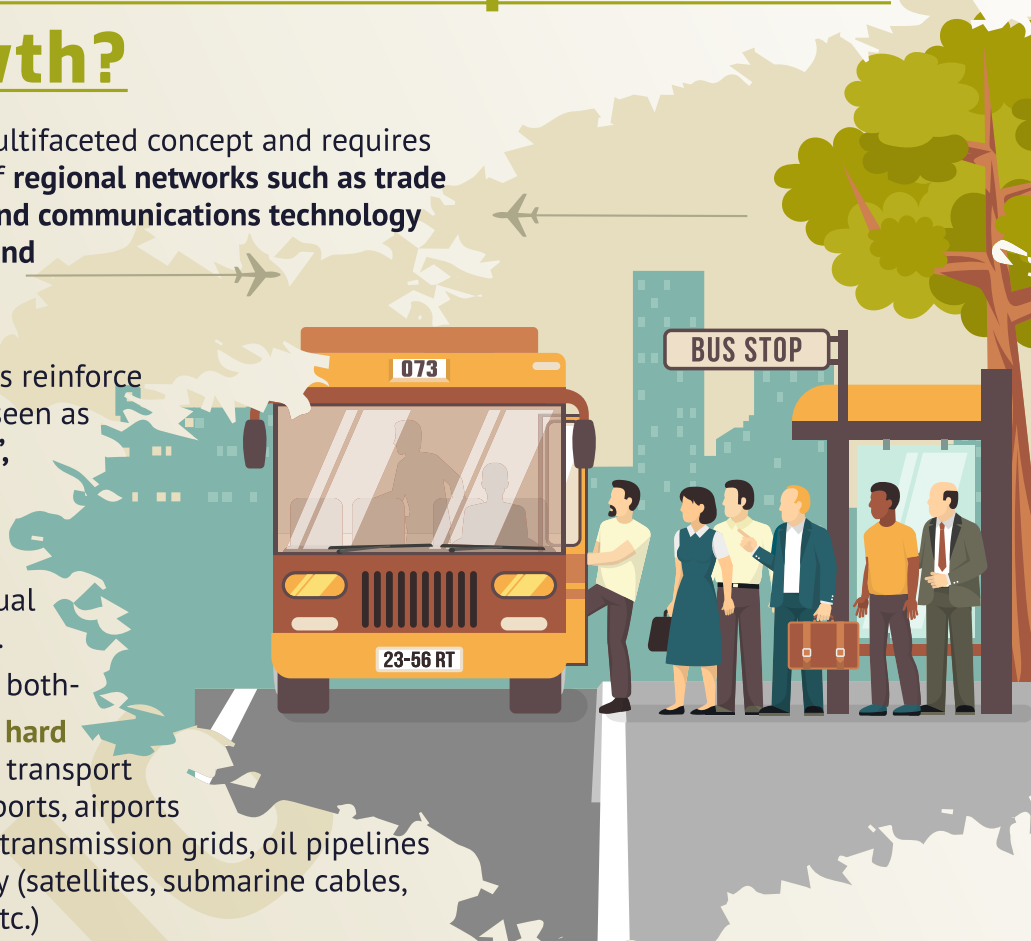 wth?
ultifaceted concept and requires
f regional networks such as trade
nd communications technology
nd
s reinforce
seen as
”,
ual
.
both-
hard
transport
ports, airports
transmission grids, oil pipelines
y (satellites, submarine cables,
tc.)
073
BUS STOP
23-56 RT